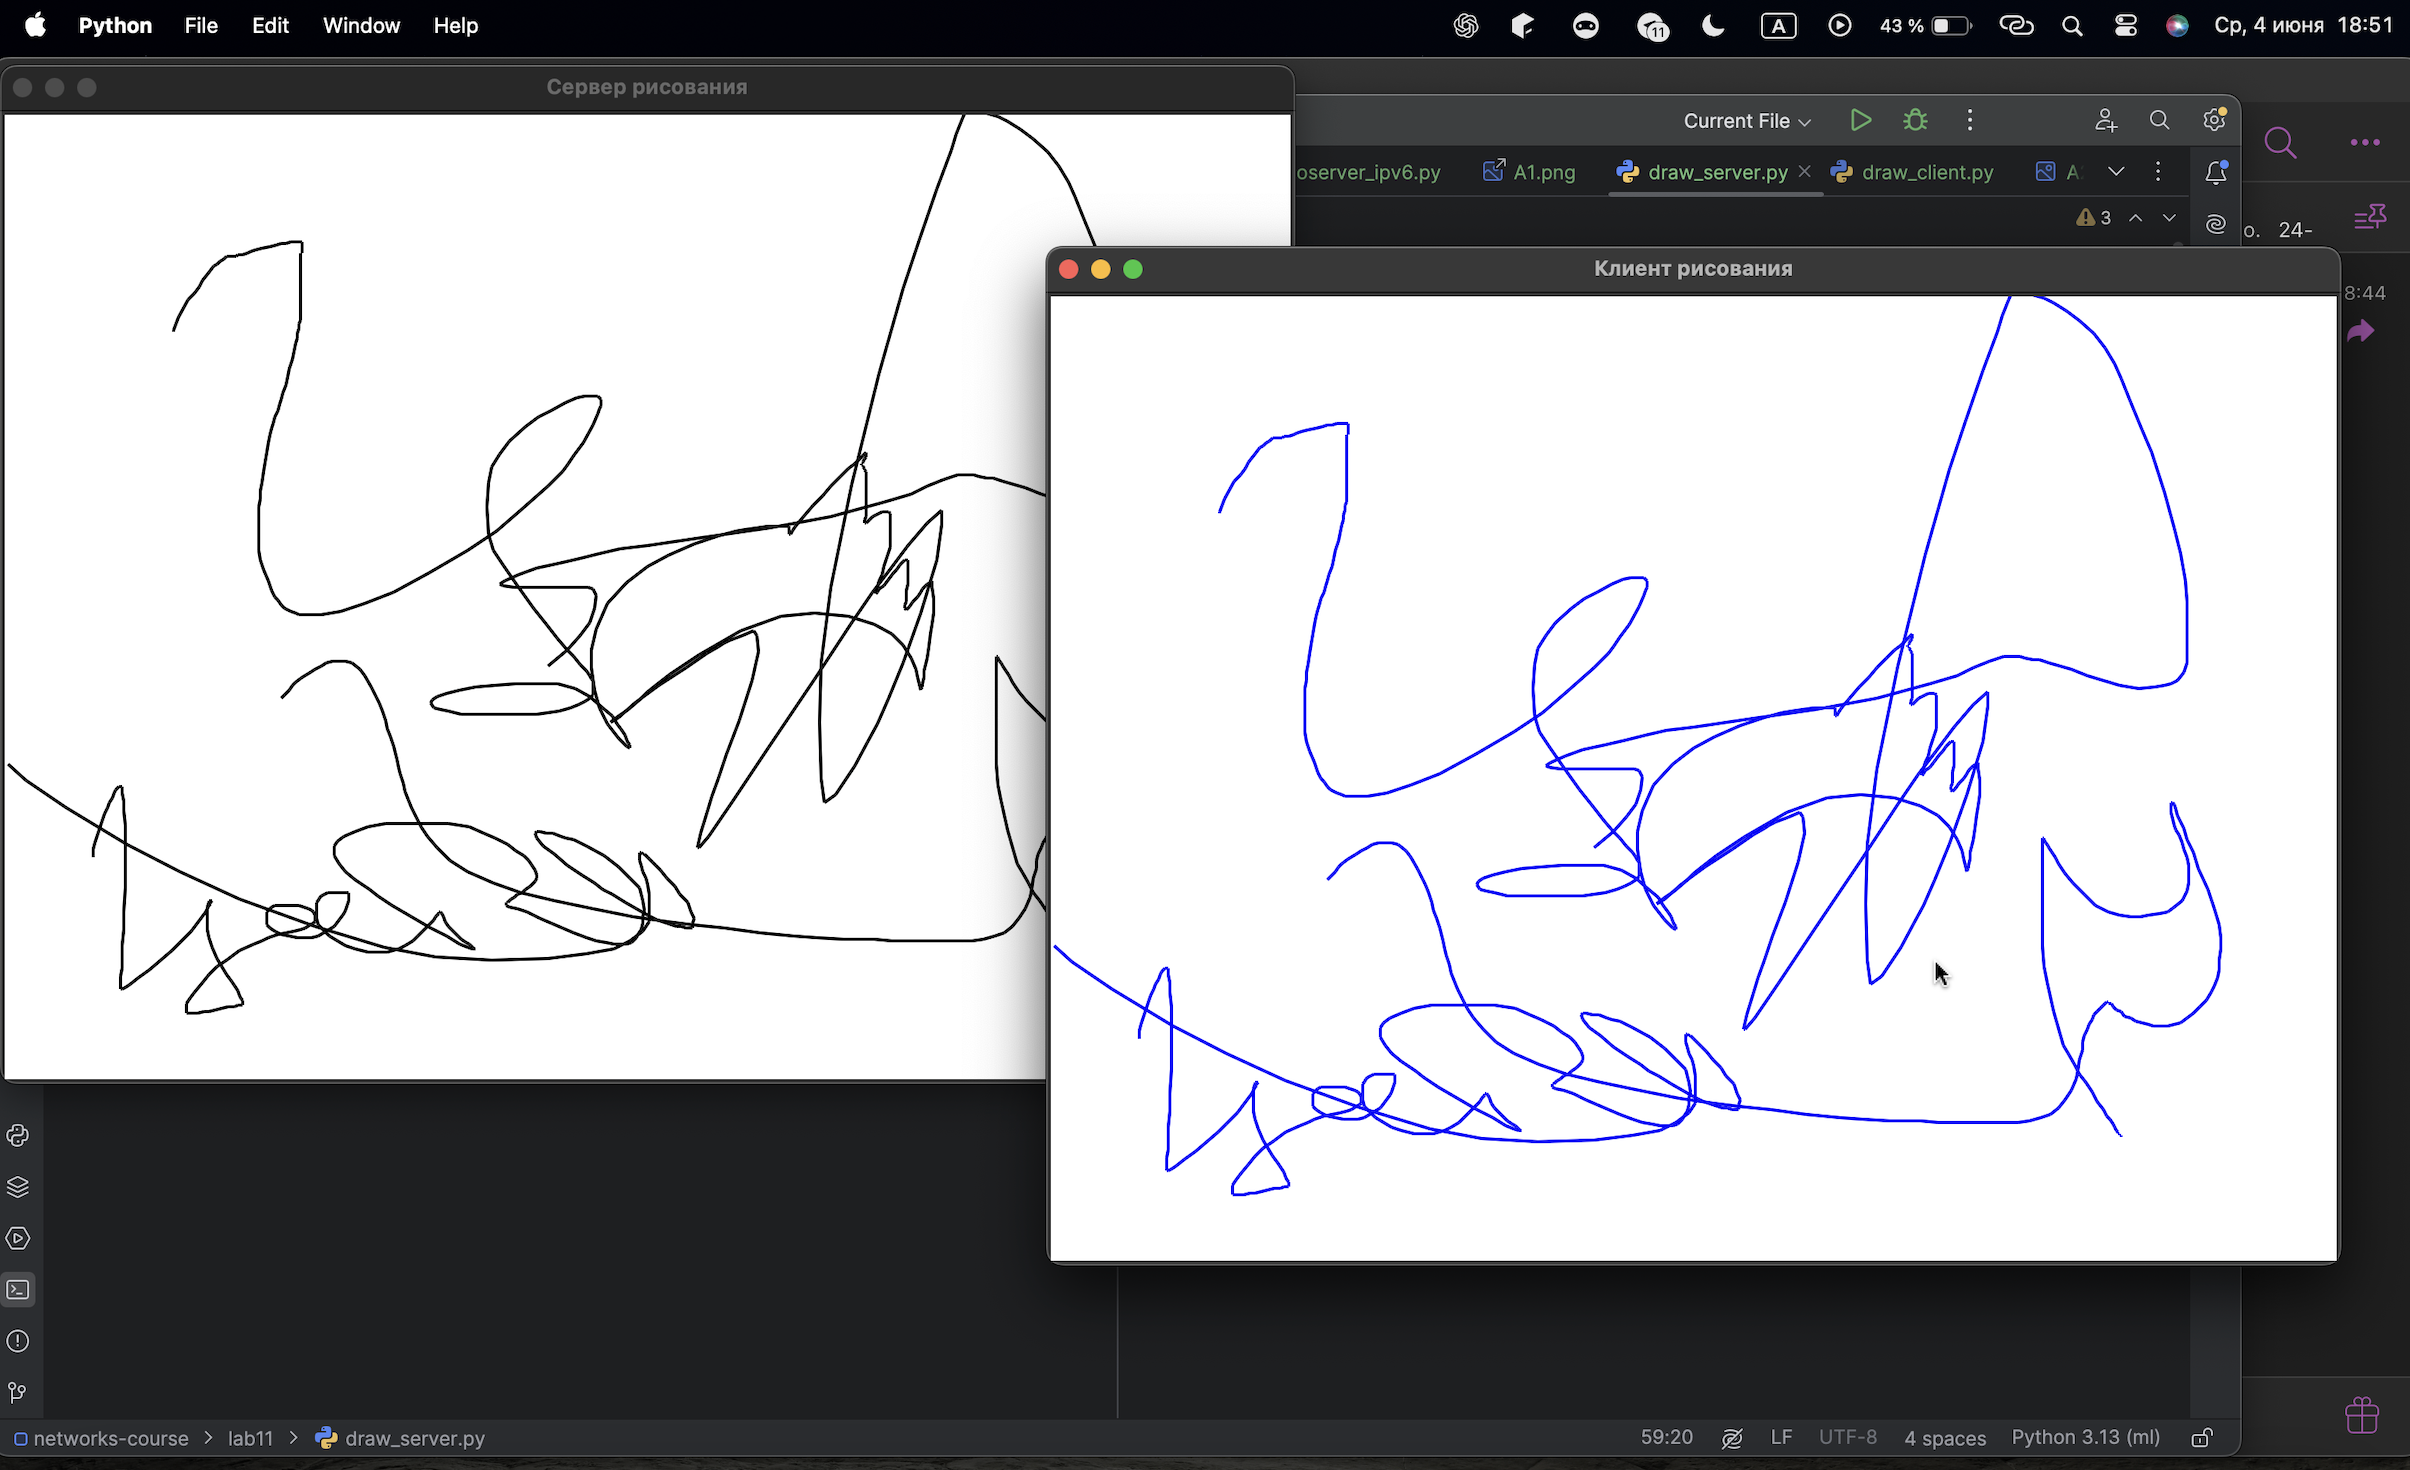 Python File Edit Window Help 11 A 43 % Ср, 4 июня 18:51
Сервер рисования
Current File
oserver_ipv6.py A1.png draw_server.py draw_client.py A
3
о. 24-
Клиент рисования
8:44
networks-course lab11 draw_server.py 59:20 LF UTF-8 4 spaces Python 3.13 (ml)